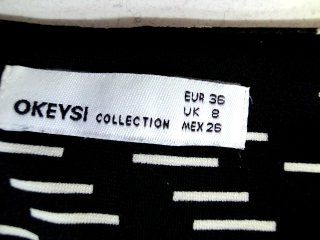 OKEYSI COLLECTION
EUR 36
UK 8
MEX 26